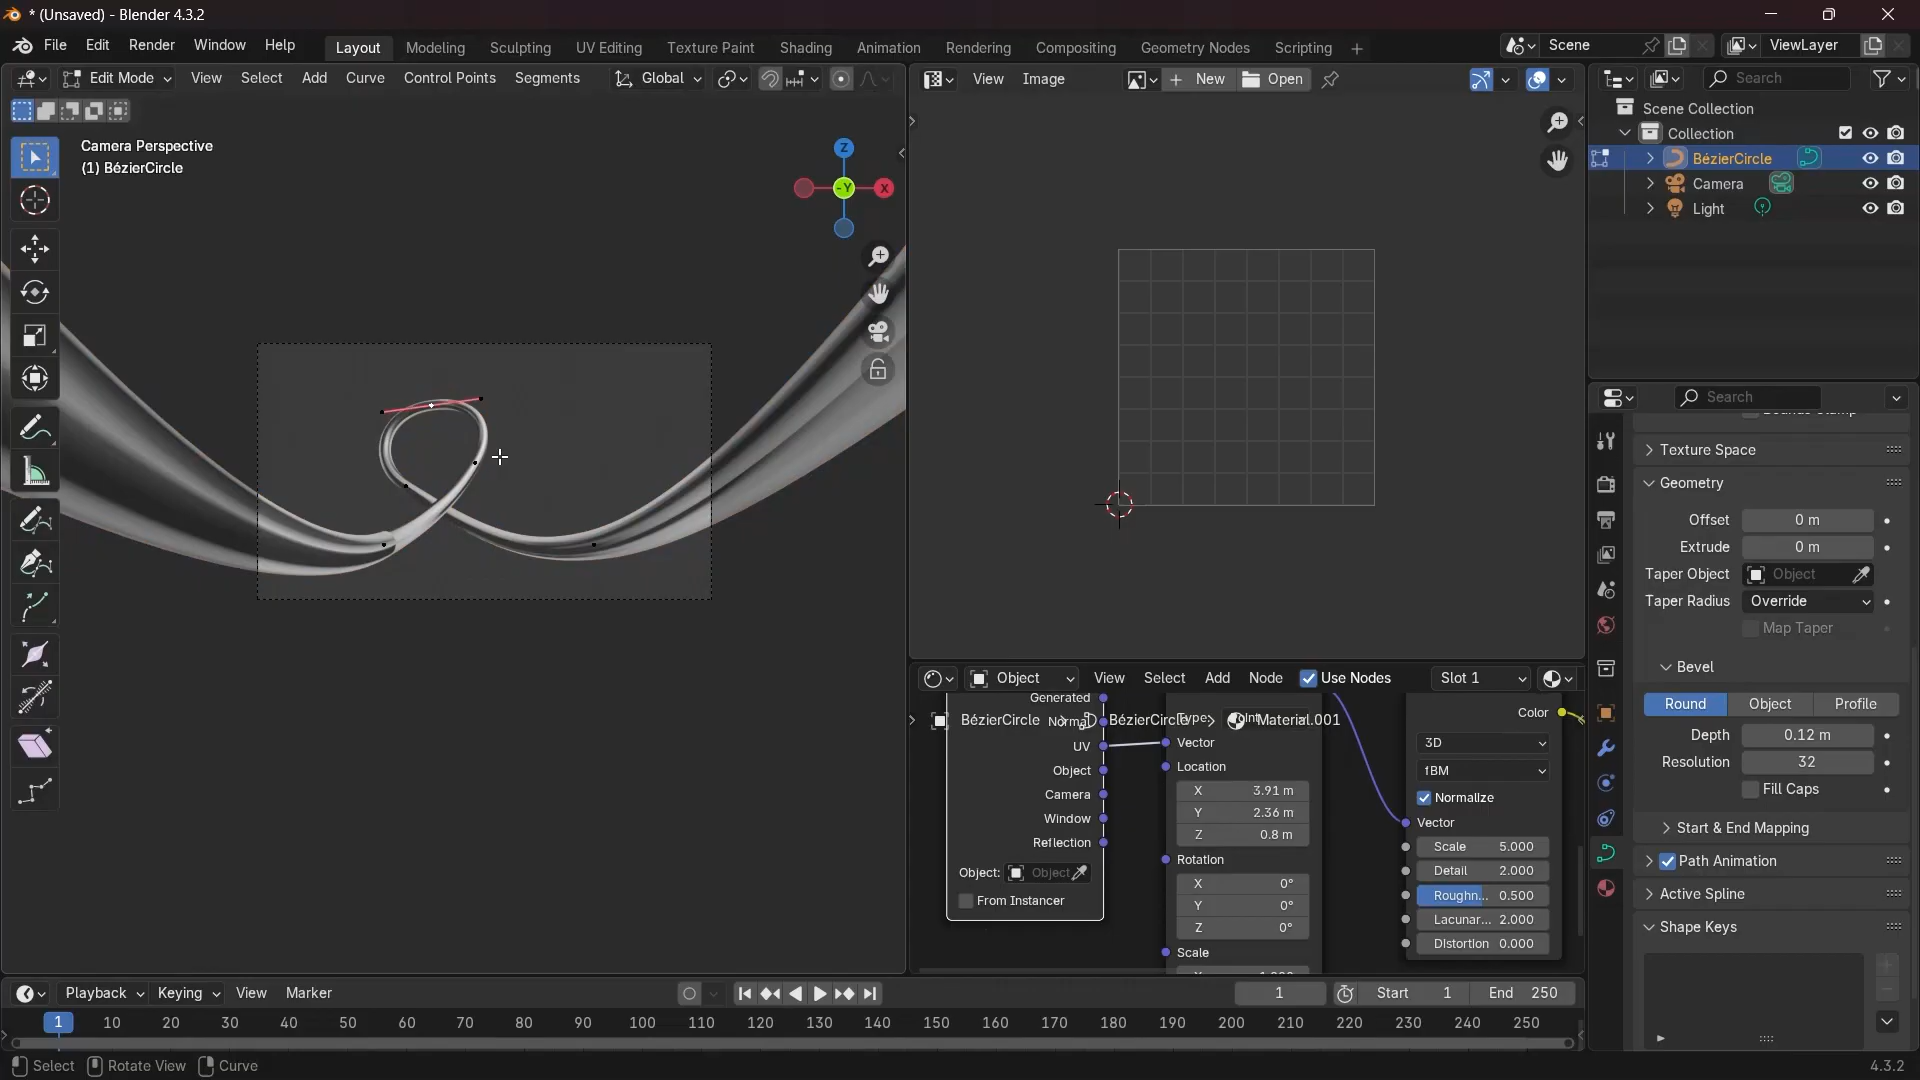 * (Unsaved) - Blender 4.3.2
File Edit Render Window Help
Layout Modeling Sculpting UV Editing Texture Paint Shading Animation Rendering Compositing Geometry Nodes Scripting
Scene
ViewLayer
Edit Mode View Select Add Curve Control Points Segments Global
View Image
New Open
Search
Camera Perspective
(1) BézierCircle
Z
-Y
X
Scene Collection
Collection
BézierCircle
Camera
Light
Search
Texture Space
Geometry
Offset 0 m
Extrude 0 m
Taper Object Object
Taper Radius Override
Map Taper
Bevel
Round Object Profile
Depth 0.12 m
Resolution 32
Fill Caps
Start & End Mapping
Path Animation
Active Spline
Shape Keys
Object View Select Add Node Use Nodes Slot 1
BézierCircle > BézierCircle > Material.001
Generated
Normal
UV
Object
Camera
Window
Reflection
Object: Object
From Instancer
Type:
Vector
Location
X 3.91 m
Y 2.36 m
Z 0.8 m
Rotation
X 0°
Y 0°
Z 0°
Scale
Color
3D
fBM
Normalize
Vector
Scale 5.000
Detail 2.000
Roughn... 0.500
Lacunar... 2.000
Distortion 0.000
Playback Keying View Marker
1 Start 1 End 250
1 10 20 30 40 50 60 70 80 90 100 110 120 130 140 150 160 170 180 190 200 210 220 230 240 250
Select Rotate View Curve 4.3.2